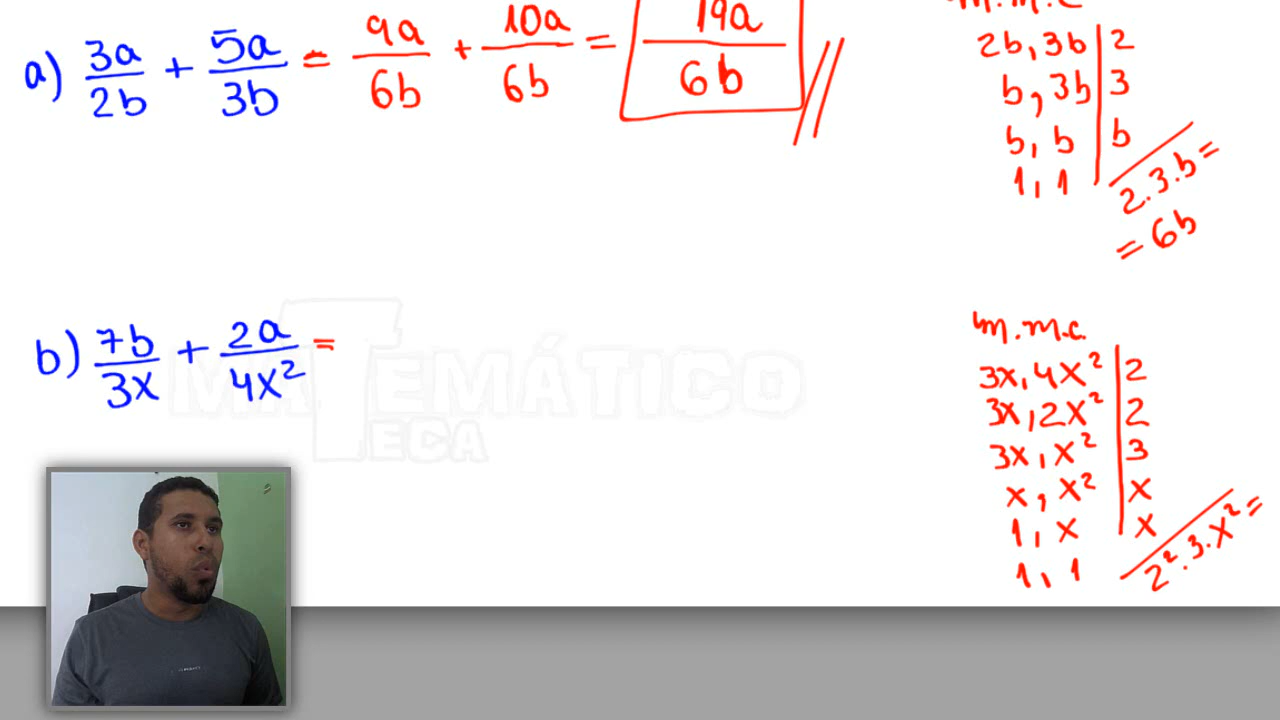 a) 3a/2b + 5a/3b = 9a/6b + 10a/6b = 19a/6b
m.m.c
2b, 3b | 2
b, 3b | 3
b, b | b
1, 1
2.3.b =
= 6b
b) 7b/3x + 2a/4x² =
m.m.c.
3x, 4x² | 2
3x, 2x² | 2
3x, x² | 3
x, x² | x
1, x | x
1, 1
2².3.x² =
MATEMÁTICO
TECA